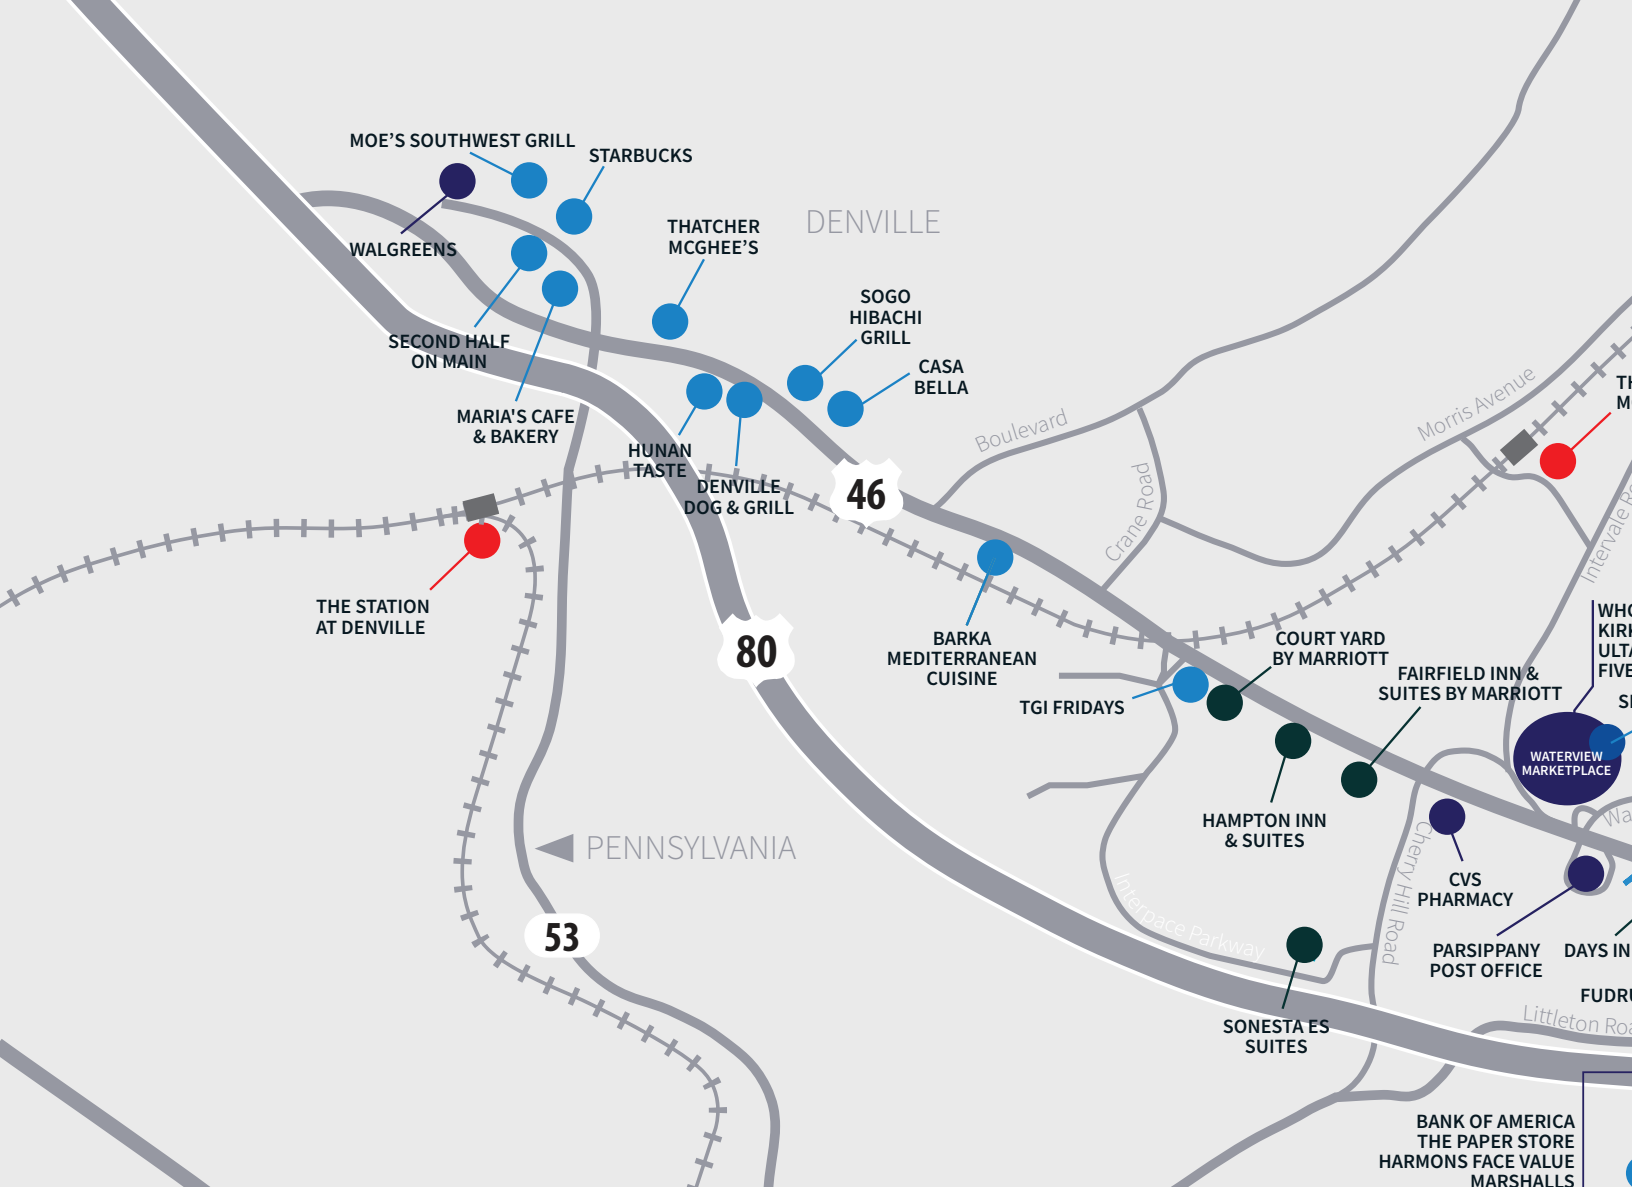 MOE’S SOUTHWEST GRILL
STARBUCKS
WALGREENS
THATCHER
MCGHEE’S
DENVILLE
SECOND HALF
ON MAIN
SOGO
HIBACHI
GRILL
CASA
BELLA
MARIA'S CAFE
& BAKERY
HUNAN
TASTE
DENVILLE
DOG & GRILL
46
Boulevard
Crane Road
Morris Avenue
THE STATION
AT DENVILLE
80
BARKA
MEDITERRANEAN
CUISINE
TGI FRIDAYS
COURT YARD
BY MARRIOTT
FAIRFIELD INN &
SUITES BY MARRIOTT
Intervale
WATERVIEW
MARKETPLACE
HAMPTON INN
& SUITES
PENNSYLVANIA
53
Cherry Hill Road
CVS
PHARMACY
Interpace Parkway
PARSIPPANY
POST OFFICE
DAYS IN
SONESTA ES
SUITES
FUDRU
Littleton Roa
BANK OF AMERICA
THE PAPER STORE
HARMONS FACE VALUE
MARSHALLS